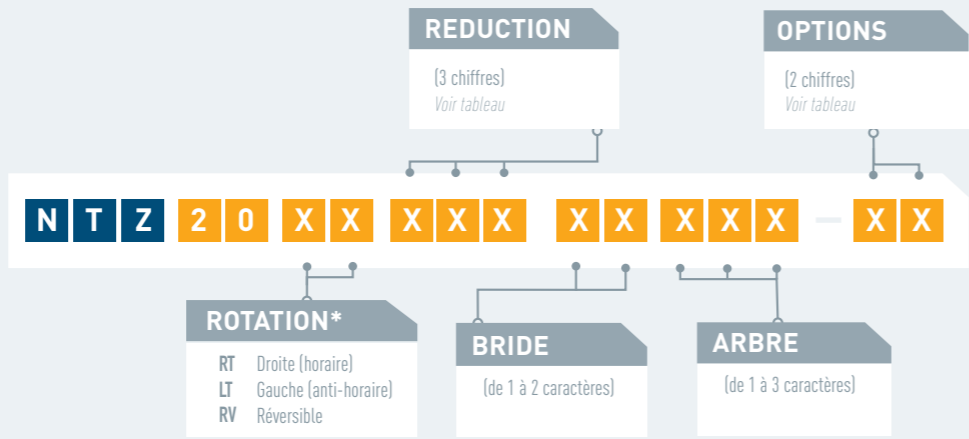 REDUCTION
(3 chiffres)
Voir tableau
OPTIONS
(2 chiffres)
Voir tableau
N T Z 2 0 X X X X X X X X X X – X X
ROTATION*
RT Droite (horaire)
LT Gauche (anti-horaire)
RV Réversible
BRIDE
(de 1 à 2 caractères)
ARBRE
(de 1 à 3 caractères)